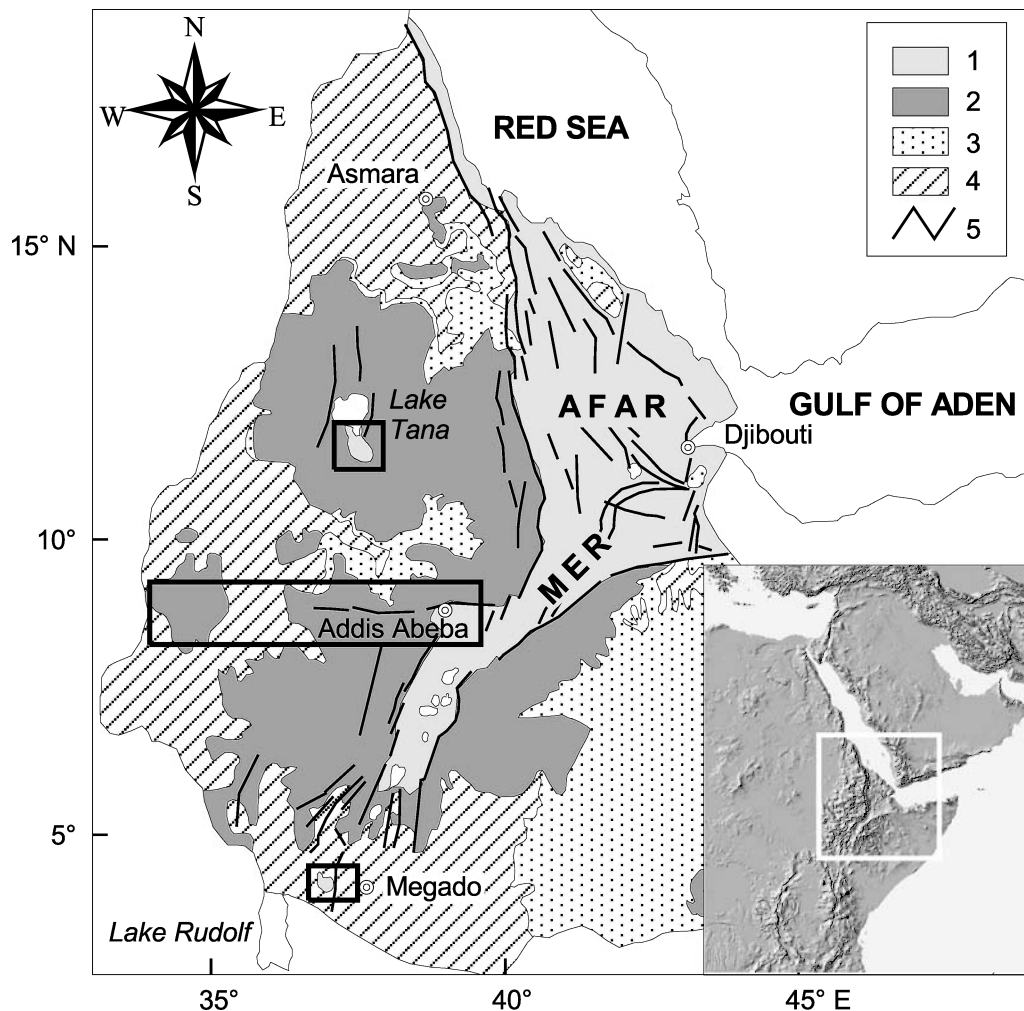 N
W
E
S
RED SEA
1
2
3
4
5
Asmara
15° N
Lake
Tana
AFAR
GULF OF ADEN
Djibouti
10°
MER
Addis Abeba
5°
Megado
Lake Rudolf
35°
40°
45° E